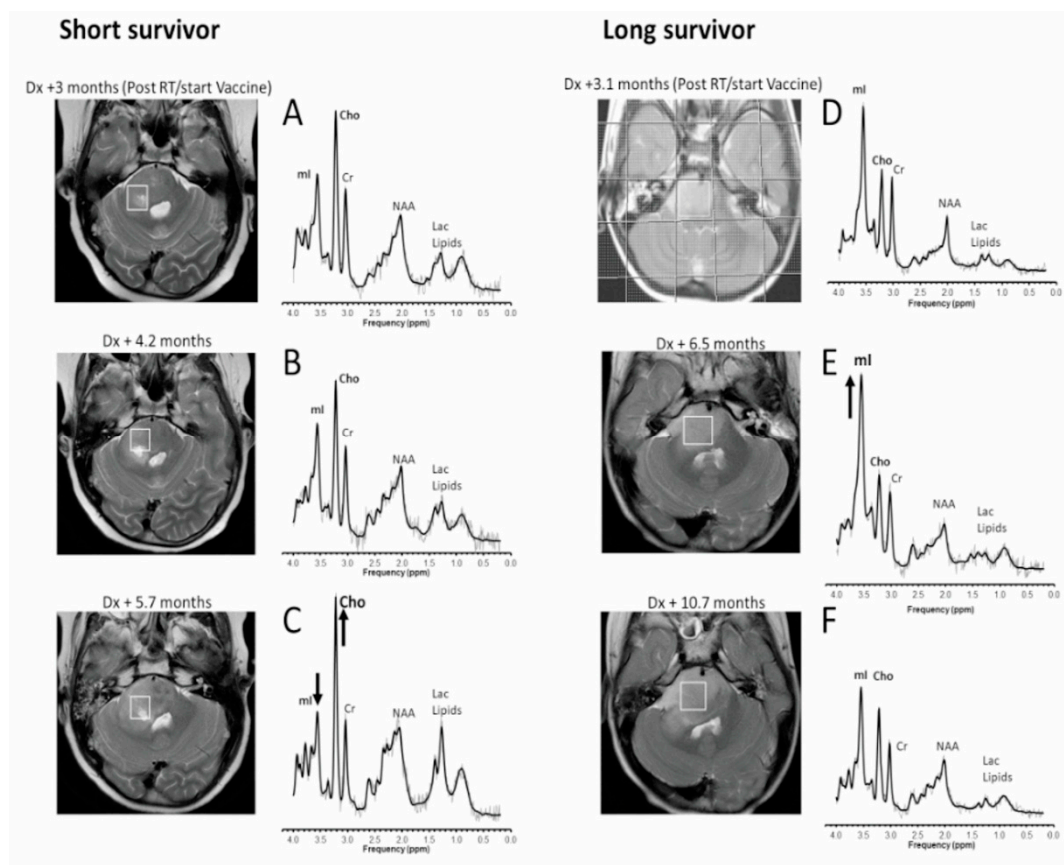 Short survivor
Dx +3 months (Post RT/start Vaccine)
A
Cho
mI
Cr
NAA
Lac
Lipids
4.0 3.5 3.0 2.5 2.0 1.5 1.0 0.5 0.0
Frequency (ppm)
Dx + 4.2 months
B
Cho
mI
Cr
NAA
Lac
Lipids
4.0 3.5 3.0 2.5 2.0 1.5 1.0 0.5 0.0
Frequency (ppm)
Dx + 5.7 months
C
Cho
mI
Cr
NAA
Lac
Lipids
4.0 3.5 3.0 2.5 2.0 1.5 1.0 0.5 0.0
Frequency (ppm)
Long survivor
Dx +3.1 months (Post RT/start Vaccine)
D
mI
Cho
Cr
NAA
Lac
Lipids
4.0 3.5 3.0 2.5 2.0 1.5 1.0 0.5 0.0
Frequency (ppm)
Dx + 6.5 months
E
mI
Cho
Cr
NAA
Lac
Lipids
4.0 3.5 3.0 2.5 2.0 1.5 1.0 0.5 0.0
Frequency (ppm)
Dx + 10.7 months
F
mI
Cho
Cr
NAA
Lac
Lipids
4.0 3.5 3.0 2.5 2.0 1.5 1.0 0.5 0.0
Frequency (ppm)